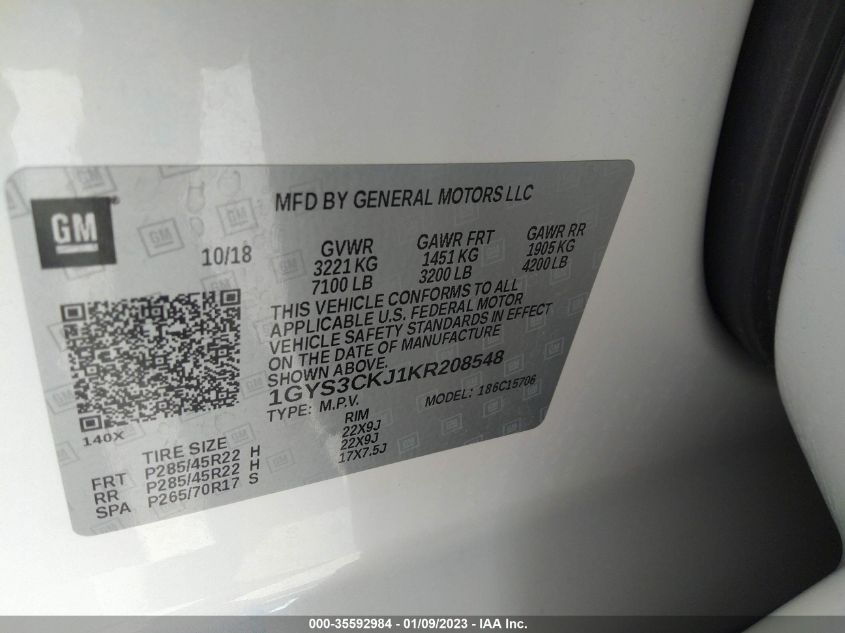 GM
MFD BY GENERAL MOTORS LLC
10/18
GVWR GAWR FRT GAWR RR
3221 KG 1451 KG 1905 KG
7100 LB 3200 LB 4200 LB
THIS VEHICLE CONFORMS TO ALL
APPLICABLE U.S. FEDERAL MOTOR
VEHICLE SAFETY STANDARDS IN EFFECT
ON THE DATE OF MANUFACTURE
SHOWN ABOVE.
1GYS3CKJ1KR208548
TYPE: M.P.V. MODEL: 186C15706
140X
TIRE SIZE RIM
FRT P285/45R22 H 22X9J
RR P285/45R22 H 22X9J
SPA P265/70R17 S 17X7.5J
000-35592984 - 01/09/2023 - IAA Inc.